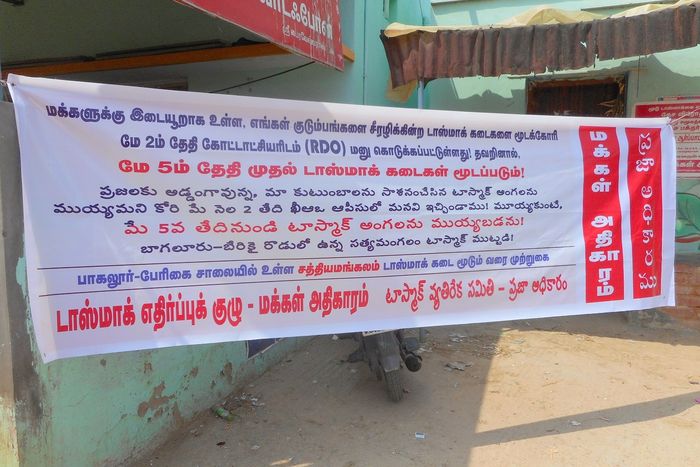 மக்களுக்கு இடையூறாக உள்ள, எங்கள் குடும்பங்களை சீரழிக்கின்ற டாஸ்மாக் கடைகளை மூடக்கோரி
மே 2ம் தேதி கோட்டாட்சியரிடம் (RDO) மனு கொடுக்கப்பட்டுள்ளது! தவறினால்,
மே 5ம் தேதி முதல் டாஸ்மாக் கடைகள் மூடப்படும்!
ప్రజలకు అడ్డంగావున్న, మా కుటుంబాలను సాశనంచేసిన టాస్మాక్ అంగలను
ముయ్యమని కోరి మే నెల 2 తేది ఖీఆఒ ఆపీసులో మనవి ఇచ్చిండాము! మూయ్యకుంటె,
మే 5వ తేదినుండి టాస్మాక్ అంగలను ముయ్యబడను!
బాగలూరు-బేరికై రొడులో ఉన్న సత్యమంగలం టాస్మాక్ ముట్టడి!
பாகலூர்-பேரிகை சாலையில் உள்ள சத்தியமங்கலம் டாஸ்மாக் கடை மூடும் வரை முற்றுகை
டாஸ்மாக் எதிர்ப்புக் குழு - மக்கள் அதிகாரம் టాస్మాక్ వ్యతిరేక సమితి - ప్రజా అధికారం
மக்கள் அதிகாரம்
ప్రజా అధికారము